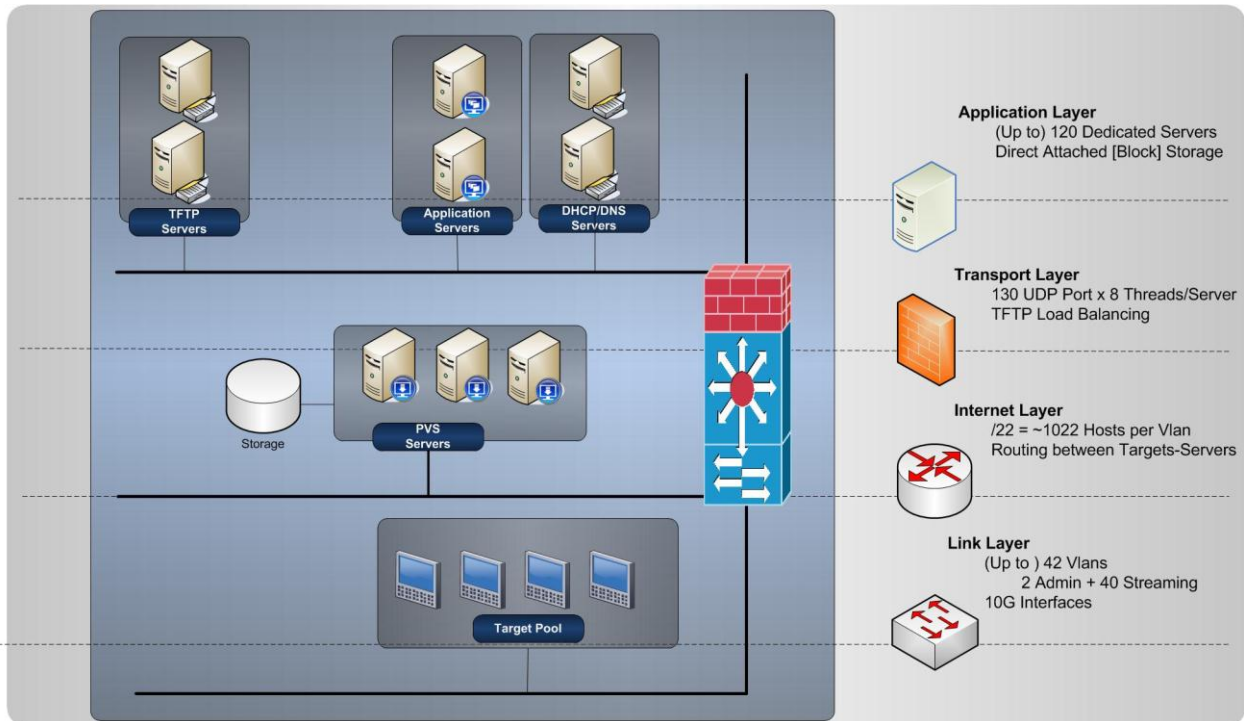 TFTP
Servers
Application
Servers
DHCP/DNS
Servers
Storage
PVS
Servers
Target Pool
Application Layer
(Up to) 120 Dedicated Servers
Direct Attached [Block] Storage
Transport Layer
130 UDP Port x 8 Threads/Server
TFTP Load Balancing
Internet Layer
/22 = ~1022 Hosts per Vlan
Routing between Targets-Servers
Link Layer
(Up to ) 42 Vlans
2 Admin + 40 Streaming
10G Interfaces